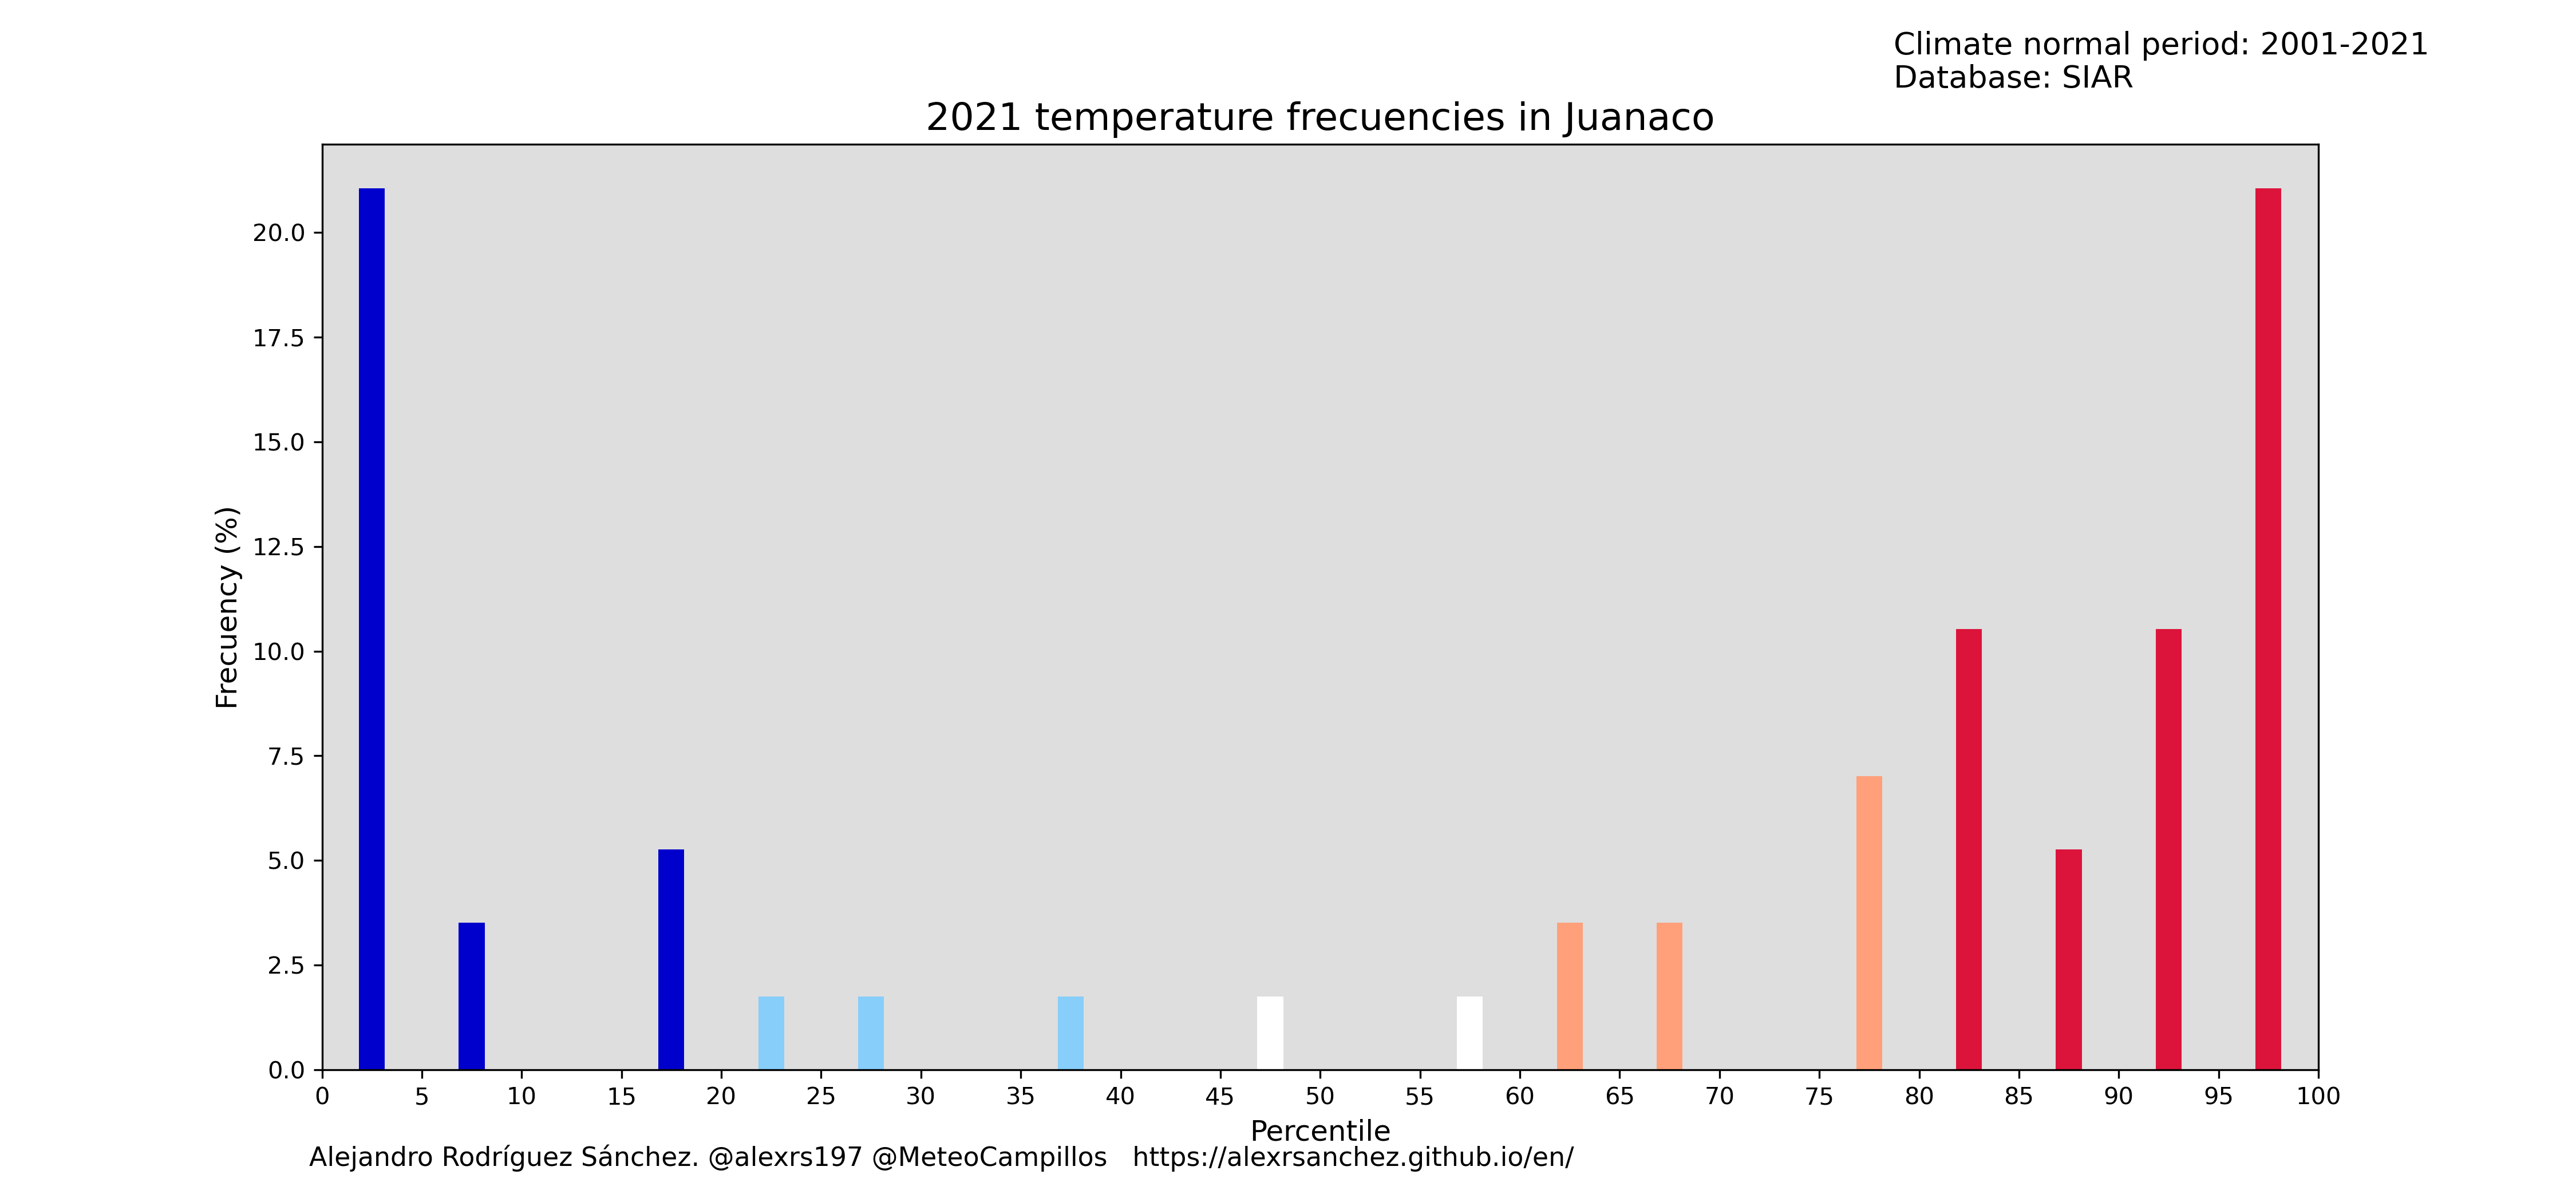 Climate normal period: 2001-2021
Database: SIAR
2021 temperature frecuencies in Juanaco
Frecuency (%)
20.0
17.5
15.0
12.5
10.0
7.5
5.0
2.5
0.0
0 5 10 15 20 25 30 35 40 45 50 55 60 65 70 75 80 85 90 95 100
Percentile
Alejandro Rodríguez Sánchez. @alexrs197 @MeteoCampillos https://alexrsanchez.github.io/en/